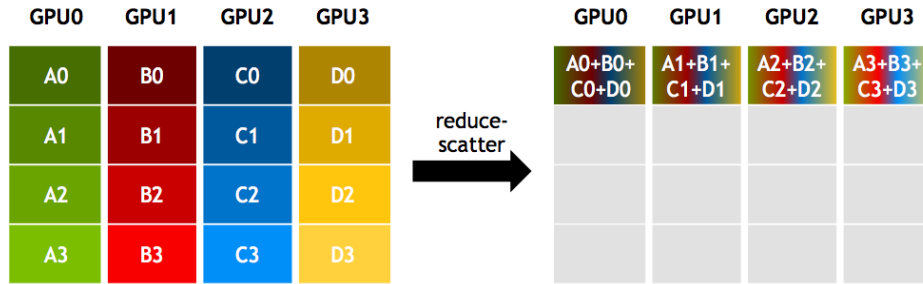 GPU0 GPU1 GPU2 GPU3 GPU0 GPU1 GPU2 GPU3
A0 B0 C0 D0 A0+B0+ A1+B1+ A2+B2+ A3+B3+
C0+D0 C1+D1 C2+D2 C3+D3
A1 B1 C1 D1
reduce-
scatter
A2 B2 C2 D2
A3 B3 C3 D3